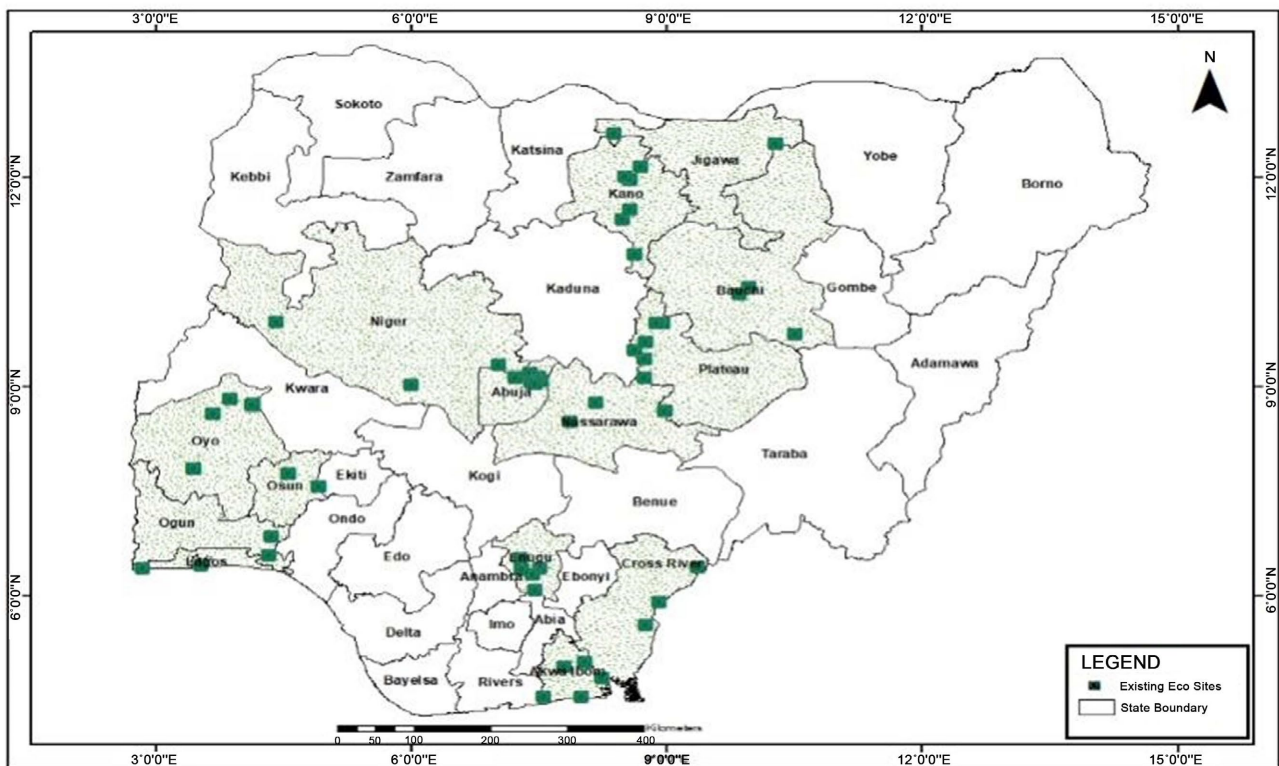 3°0'0"E 6°0'0"E 9°0'0"E 12°0'0"E 15°0'0"E
N
Sokoto
Katsina
Jigawa
Yobe
Kebbi
Zamfara
Borno
Kano
12°0'0"N
12°0'0"N
Kaduna
Bauchi
Gombe
Niger
Adamawa
Plateau
Kwara
Abuja
9°0'0"N
9°0'0"N
Nassarawa
Oyo
Taraba
Kogi
Ekiti
Osun
Benue
Ogun
Ondo
Edo
Lagos
Enugu
Cross River
Anambra
Ebonyi
6°0'0"N
6°0'0"N
Imo
Abia
Delta
Akwa Ibom
Bayelsa
Rivers
LEGEND
Existing Eco Sites
State Boundary
Kilometers
0 50 100 200 300 400
3°0'0"E 6°0'0"E 9°0'0"E 12°0'0"E 15°0'0"E